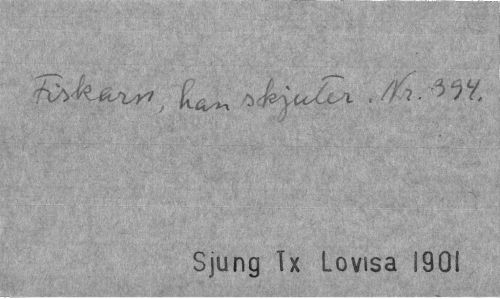 Fiskarn, han skjuter. Nr. 394.
Sjung Tx Lovisa 1901